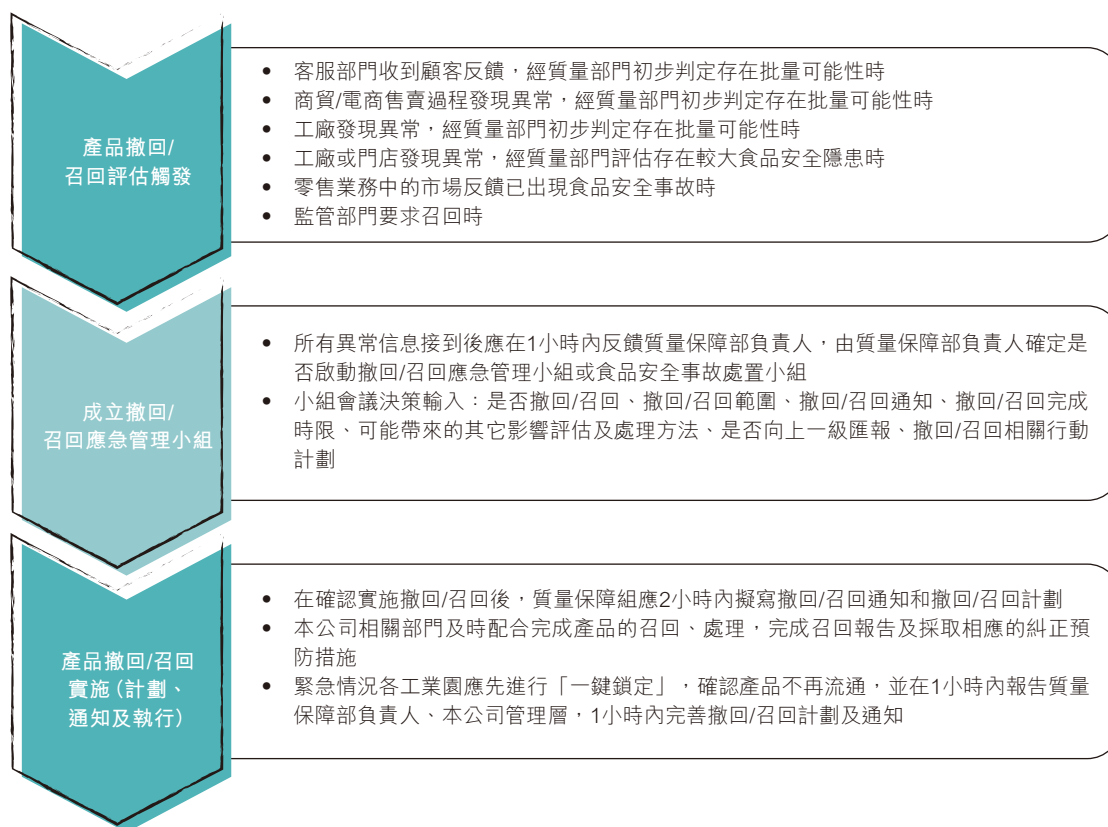 產品撤回/
召回評估觸發
• 客服部門收到顧客反饋，經質量部門初步判定存在批量可能性時
• 商貿/電商售賣過程發現異常，經質量部門初步判定存在批量可能性時
• 工廠發現異常，經質量部門初步判定存在批量可能性時
• 工廠或門店發現異常，經質量部門評估存在較大食品安全隱患時
• 零售業務中的市場反饋已出現食品安全事故時
• 監管部門要求召回時
成立撤回/
召回應急管理小組
• 所有異常信息接到後應在1小時內反饋質量保障部負責人，由質量保障部負責人確定是
否啟動撤回/召回應急管理小組或食品安全事故處置小組
• 小組會議決策輸入：是否撤回/召回、撤回/召回範圍、撤回/召回通知、撤回/召回完成
時限、可能帶來的其它影響評估及處理方法、是否向上一級匯報、撤回/召回相關行動
計劃
產品撤回/召回
實施（計劃、
通知及執行）
• 在確認實施撤回/召回後，質量保障組應2小時內擬寫撤回/召回通知和撤回/召回計劃
• 本公司相關部門及時配合完成產品的召回、處理，完成召回報告及採取相應的糾正預
防措施
• 緊急情況各工業園應先進行「一鍵鎖定」，確認產品不再流通，並在1小時內報告質量
保障部負責人、本公司管理層，1小時內完善撤回/召回計劃及通知